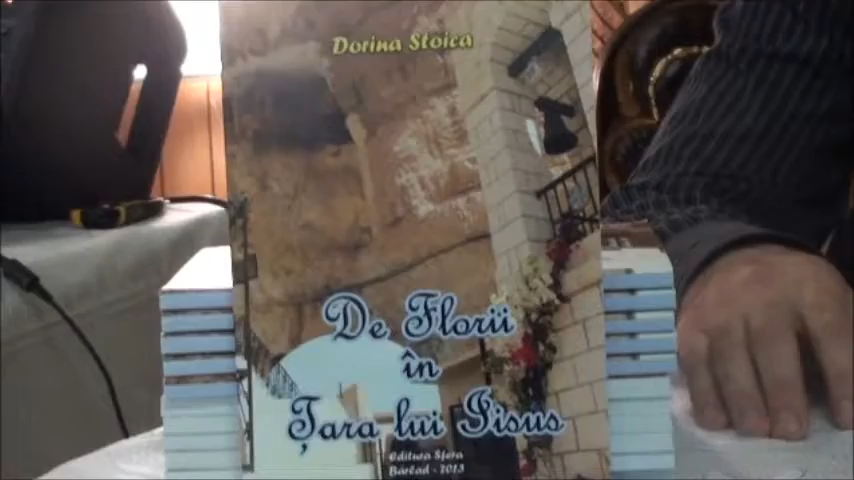 Dorina Stoica
De Florii
în
Țara lui Iisus
Editura Sfera
Bârlad - 2013